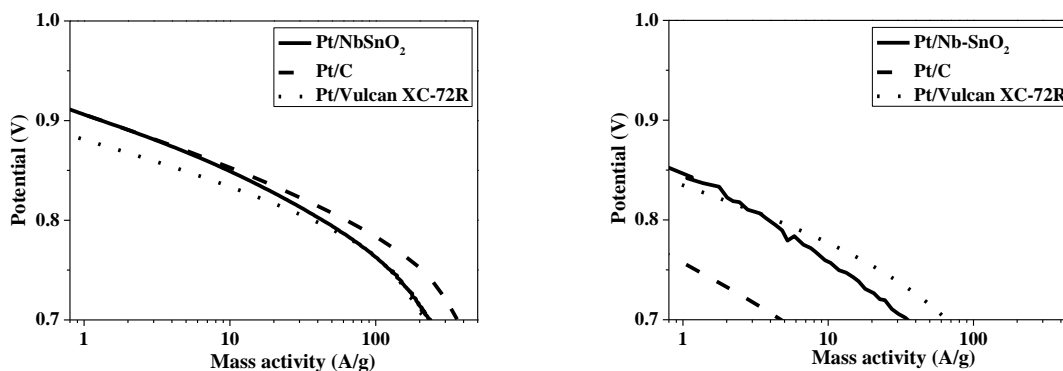 1.0
0.9
0.8
0.7
Potential (V)
1 10 100
Mass activity (A/g)
Pt/NbSnO₂
Pt/C
Pt/Vulcan XC-72R
1.0
0.9
0.8
0.7
Potential (V)
1 10 100
Mass activity (A/g)
Pt/Nb-SnO₂
Pt/C
Pt/Vulcan XC-72R